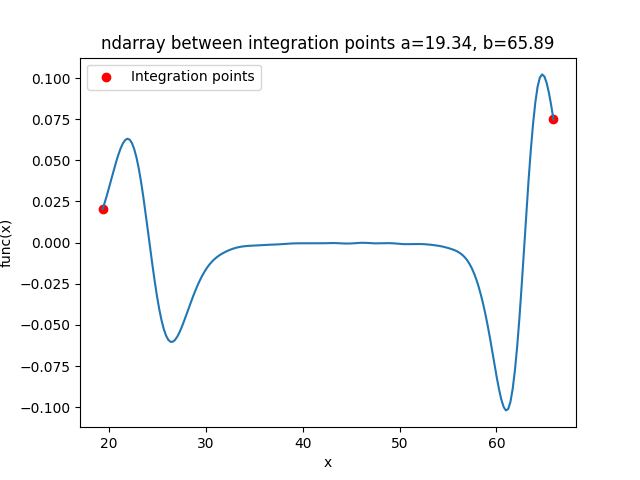 ndarray between integration points a=19.34, b=65.89
Integration points
0.100
0.075
0.050
0.025
0.000
−0.025
−0.050
−0.075
−0.100
func(x)
20 30 40 50 60
x